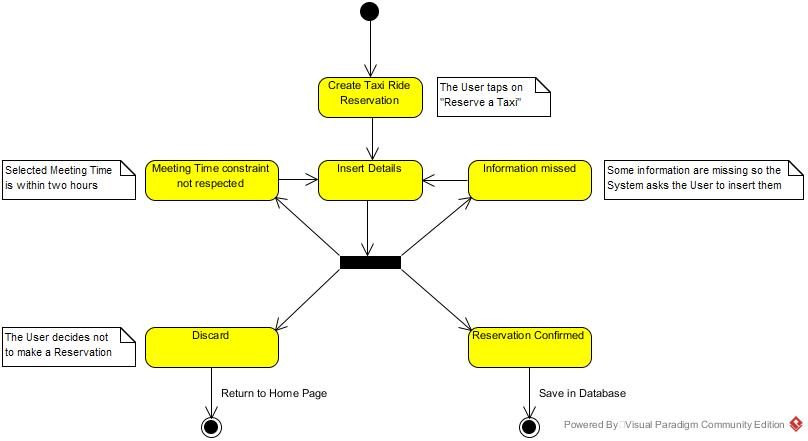 Create Taxi Ride
Reservation
The User taps on
"Reserve a Taxi"
Selected Meeting Time
is within two hours
Meeting Time constraint
not respected
Insert Details
Information missed
Some information are missing so the
System asks the User to insert them
The User decides not
to make a Reservation
Discard
Reservation Confirmed
Return to Home Page
Save in Database
Powered By Visual Paradigm Community Edition